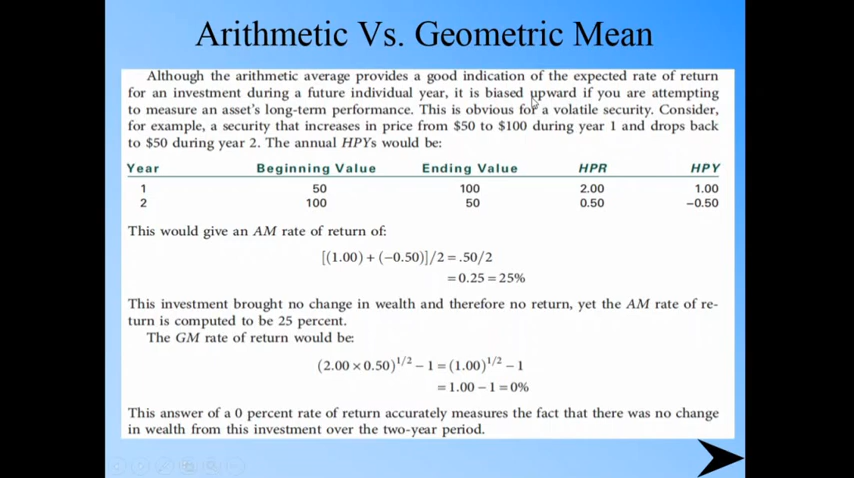 Arithmetic Vs. Geometric Mean
Although the arithmetic average provides a good indication of the expected rate of return
for an investment during a future individual year, it is biased upward if you are attempting
to measure an asset's long-term performance. This is obvious for a volatile security. Consider,
for example, a security that increases in price from $50 to $100 during year 1 and drops back
to $50 during year 2. The annual HPYs would be:
Year Beginning Value Ending Value HPR HPY
1 50 100 2.00 1.00
2 100 50 0.50 −0.50
This would give an AM rate of return of:
[(1.00) + (−0.50)]/2 = .50/2
= 0.25 = 25%
This investment brought no change in wealth and therefore no return, yet the AM rate of re-
turn is computed to be 25 percent.
The GM rate of return would be:
(2.00 × 0.50)^1/2 − 1 = (1.00)^1/2 − 1
= 1.00 − 1 = 0%
This answer of a 0 percent rate of return accurately measures the fact that there was no change
in wealth from this investment over the two-year period.